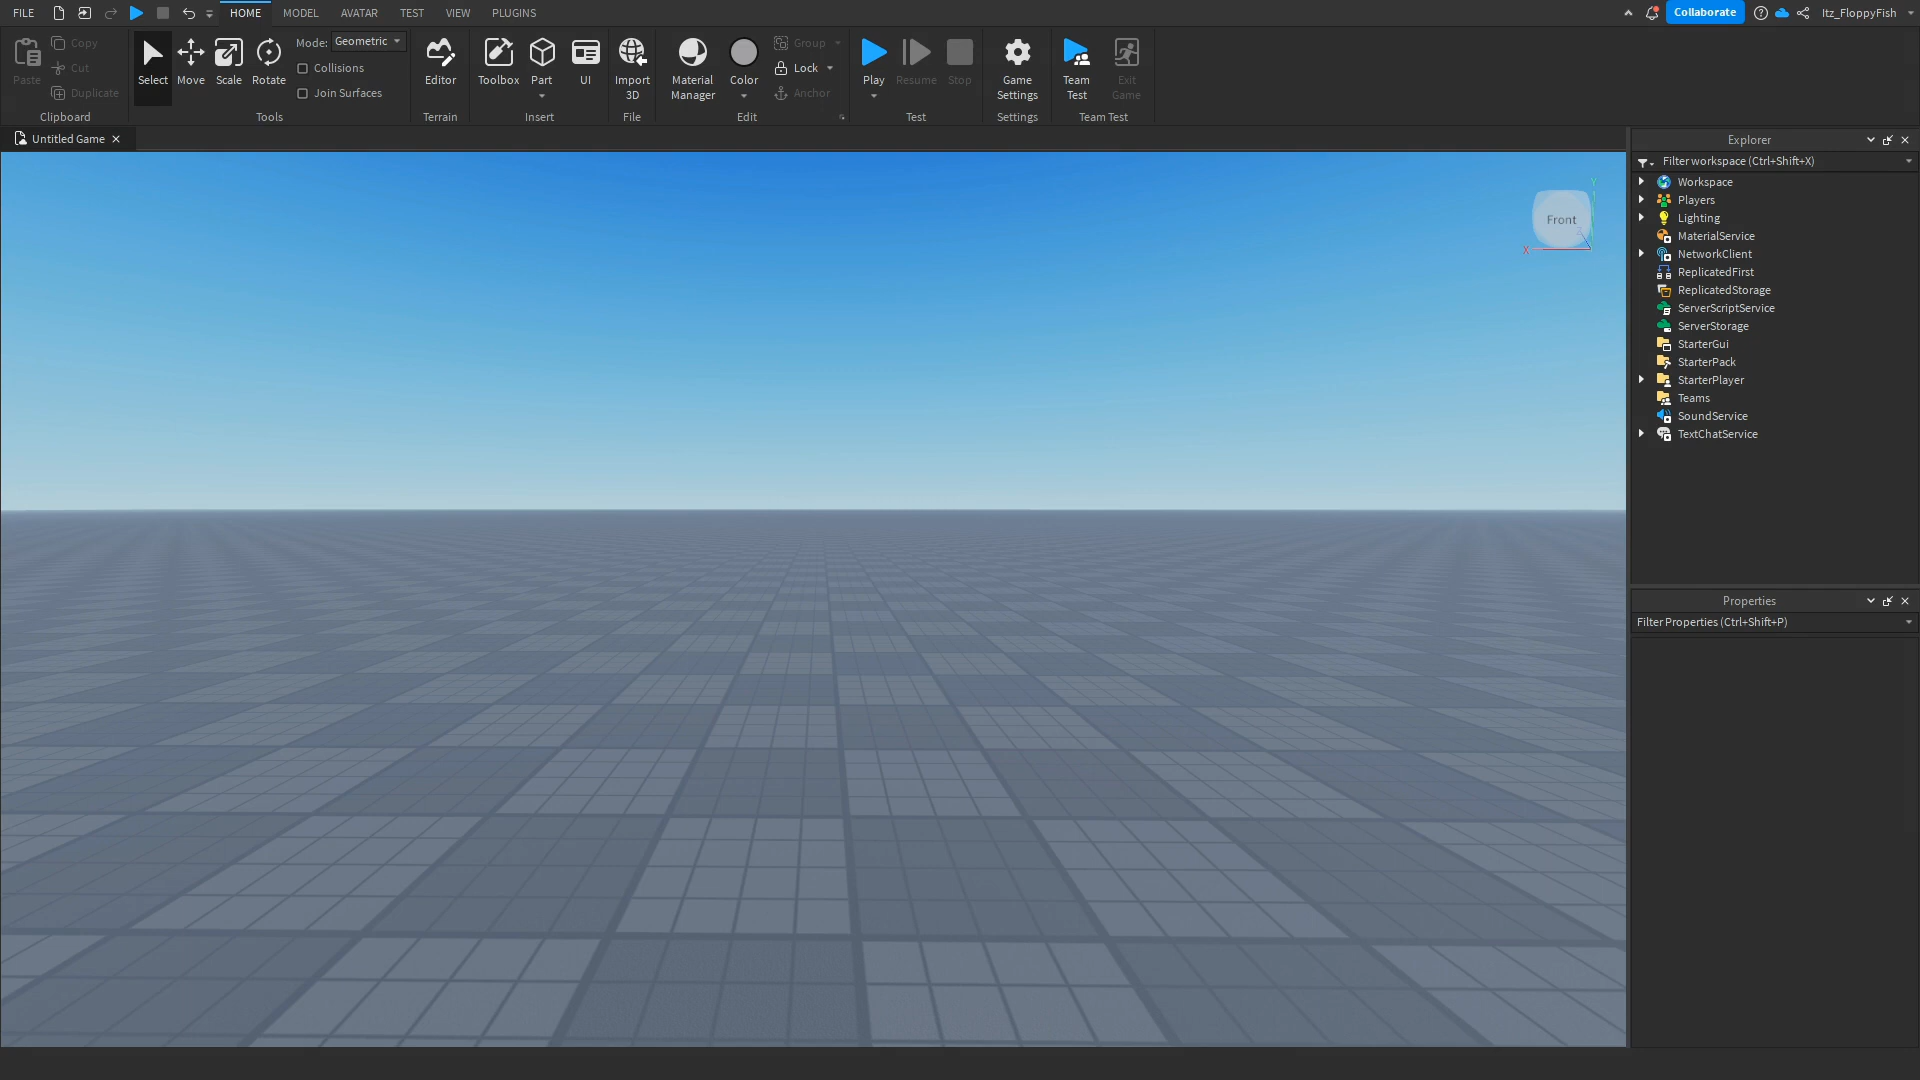 FILE HOME MODEL AVATAR TEST VIEW PLUGINS Collaborate Itz_FloppyFish
Paste Copy Cut Duplicate
Clipboard
Select Move Scale Rotate Mode: Geometric
Collisions
Join Surfaces
Tools
Editor
Terrain
Toolbox Part UI
Insert
Import
3D
File
Material
Manager
Color
Group
Lock
Anchor
Edit
Play Resume Stop
Test
Game
Settings
Settings
Team
Test
Exit
Game
Team Test
Untitled Game
Front
Y
X
Z
Explorer
Filter workspace (Ctrl+Shift+X)
Workspace
Players
Lighting
MaterialService
NetworkClient
ReplicatedFirst
ReplicatedStorage
ServerScriptService
ServerStorage
StarterGui
StarterPack
StarterPlayer
Teams
SoundService
TextChatService
Properties
Filter Properties (Ctrl+Shift+P)